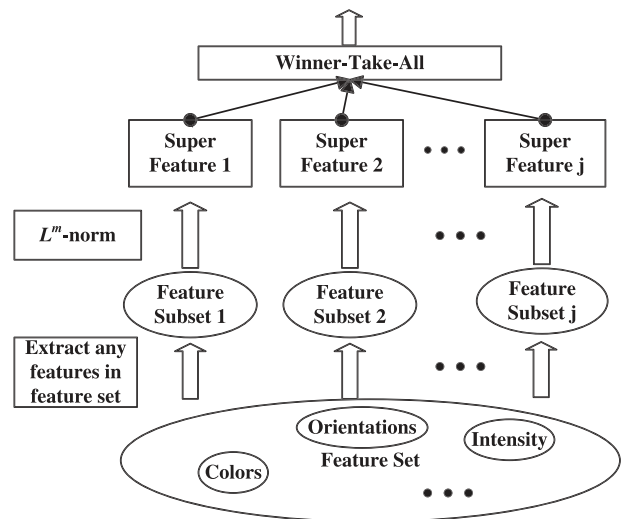 Winner-Take-All
Super
Feature 1
Super
Feature 2
Super
Feature j
L^m-norm
Feature
Subset 1
Feature
Subset 2
Feature
Subset j
Extract any
features in
feature set
Orientations
Intensity
Feature Set
Colors